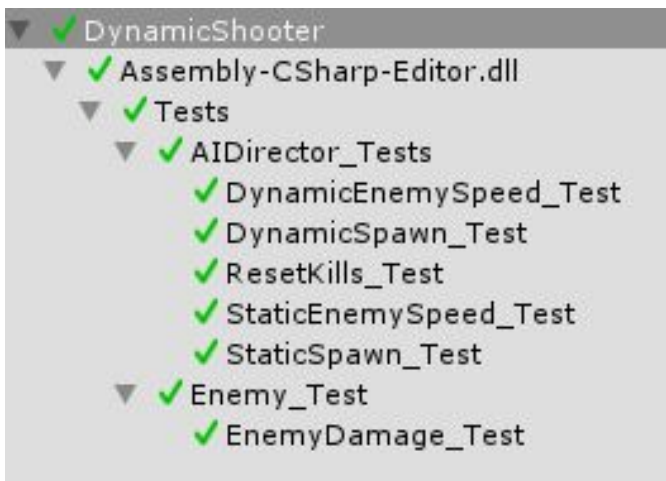 DynamicShooter
Assembly-CSharp-Editor.dll
Tests
AIDirector_Tests
DynamicEnemySpeed_Test
DynamicSpawn_Test
ResetKills_Test
StaticEnemySpeed_Test
StaticSpawn_Test
Enemy_Test
EnemyDamage_Test